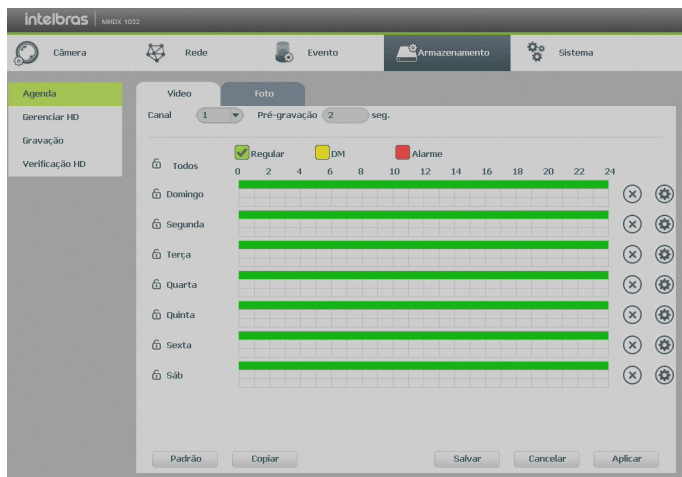 intelbras MHDX 1032
Câmera Rede Evento Armazenamento Sistema
Agenda
Gerenciar HD
Gravação
Verificação HD
Vídeo Foto
Canal 1 Pré-gravação 2 seg.
Regular DM Alarme
Todos
0 2 4 6 8 10 12 14 16 18 20 22 24
Domingo
Segunda
Terça
Quarta
Quinta
Sexta
Sáb
Padrão Copiar Salvar Cancelar Aplicar